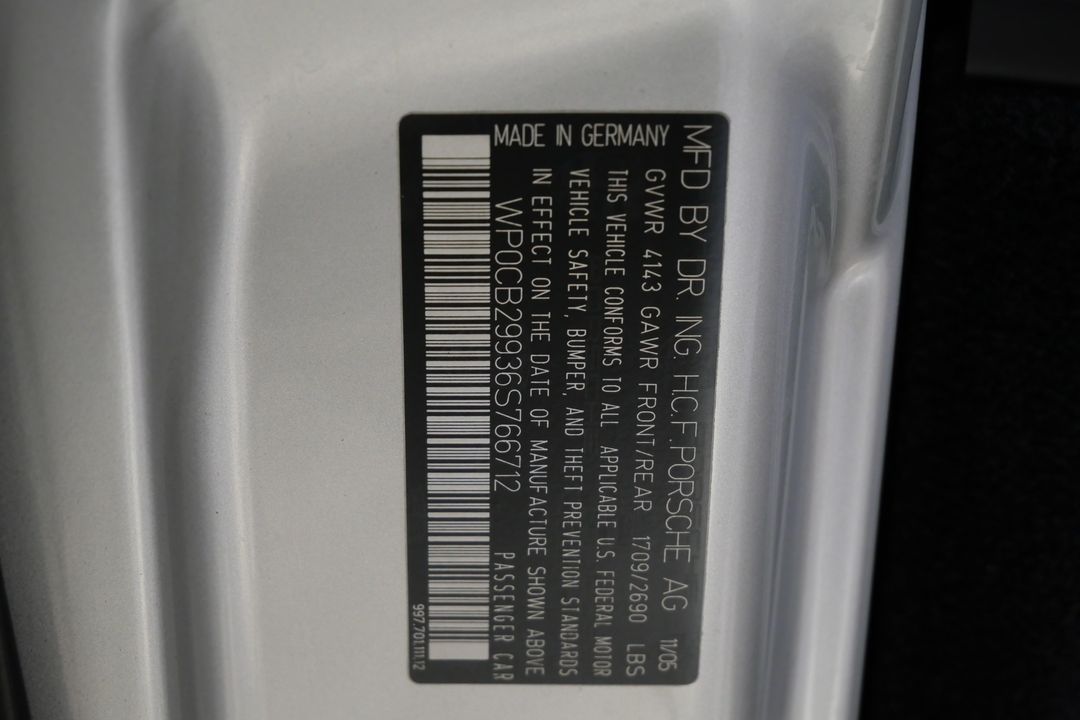 MFD BY DR. ING. H.C.F. PORSCHE AG 11/05
GVWR 4143 GAWR FRONT/REAR 1709/2690 LBS
THIS VEHICLE CONFORMS TO ALL APPLICABLE U.S. FEDERAL MOTOR
VEHICLE SAFETY, BUMPER, AND THEFT PREVENTION STANDARDS
IN EFFECT ON THE DATE OF MANUFACTURE SHOWN ABOVE
WP0CB29936S766712 PASSENGER CAR
MADE IN GERMANY
997.701.111.12